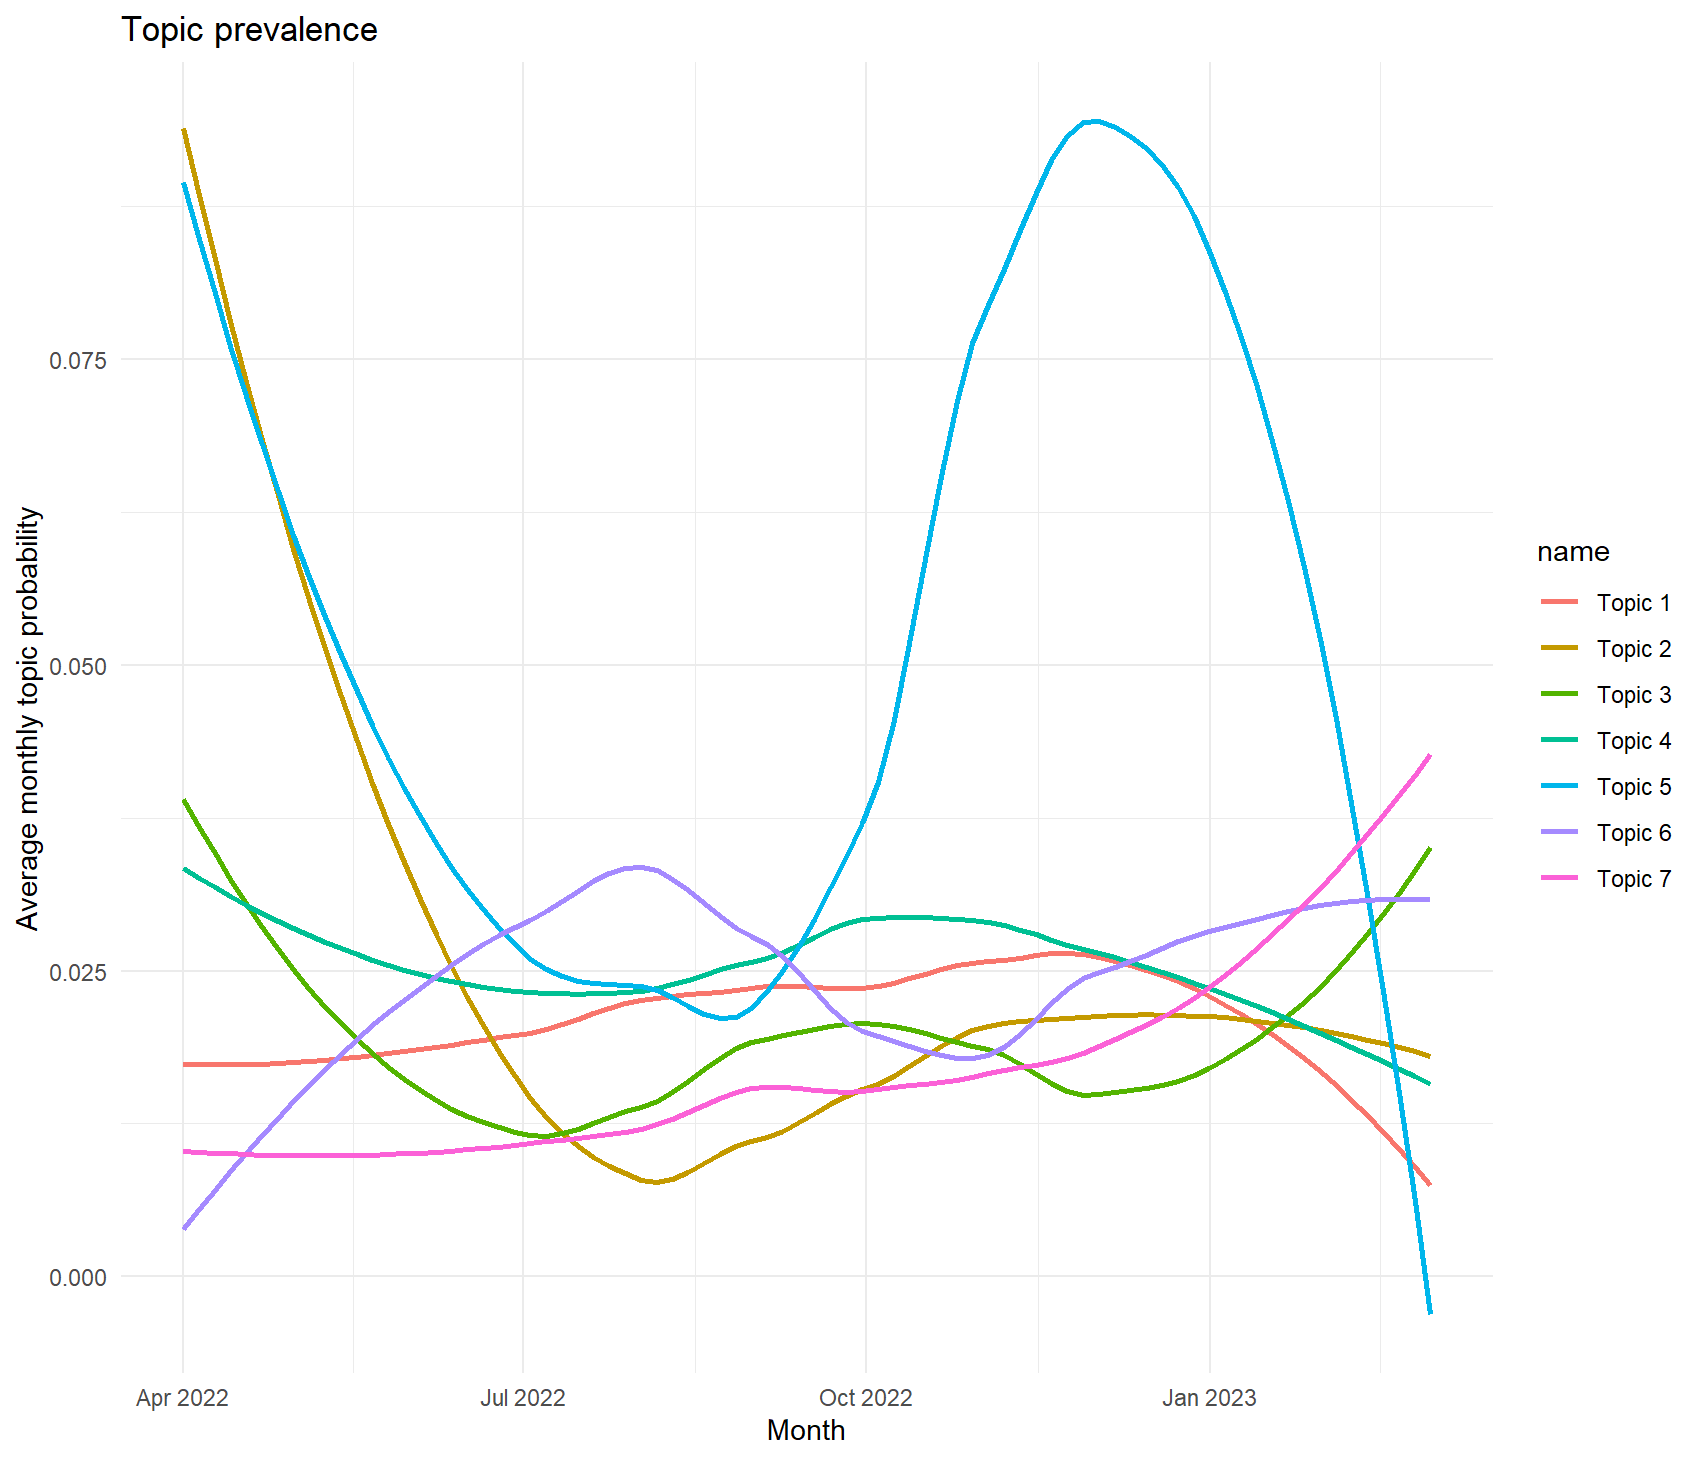 Topic prevalence
Average monthly topic probability
0.075
0.050
0.025
0.000
Apr 2022
Jul 2022
Oct 2022
Jan 2023
Month
name
Topic 1
Topic 2
Topic 3
Topic 4
Topic 5
Topic 6
Topic 7